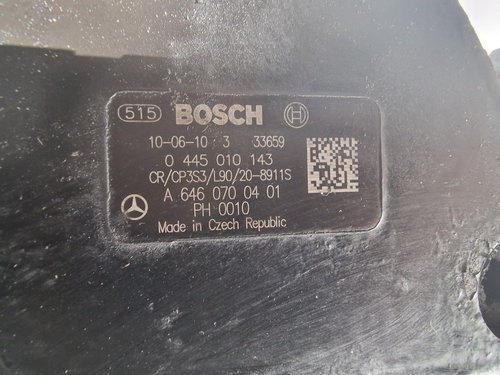 515 BOSCH
10-06-10 3 33659
0 445 010 143
CR/CP3S3/L90/20-8911S
A 646 070 04 01
PH 0010
Made in Czech Republic